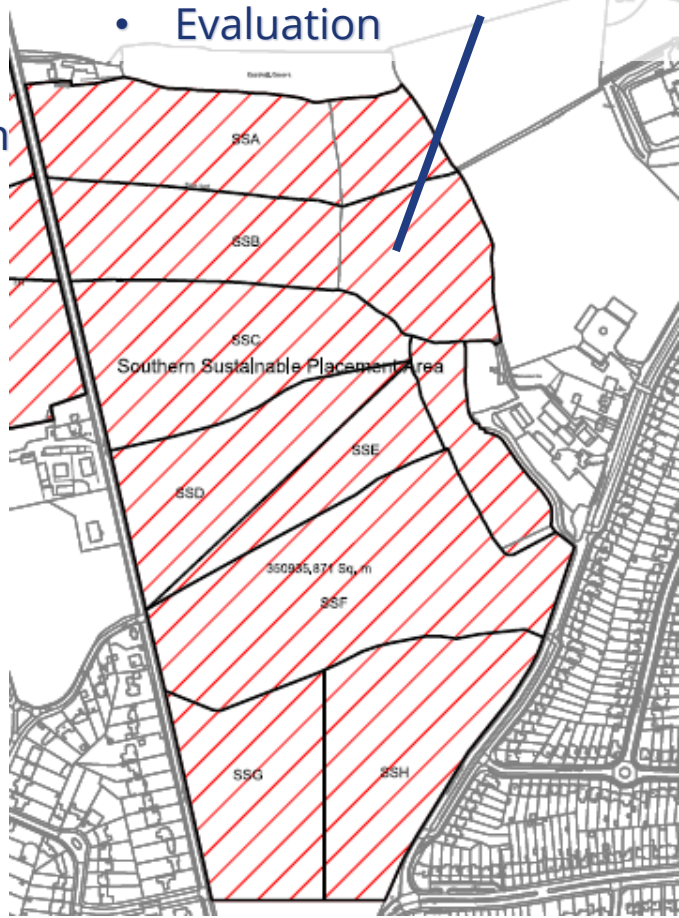 • Evaluation
SSA
SSB
SSC
Southern Sustainable Placement Area
SSE
SSD
350935.871 Sq. m
SSF
SSG
SSH